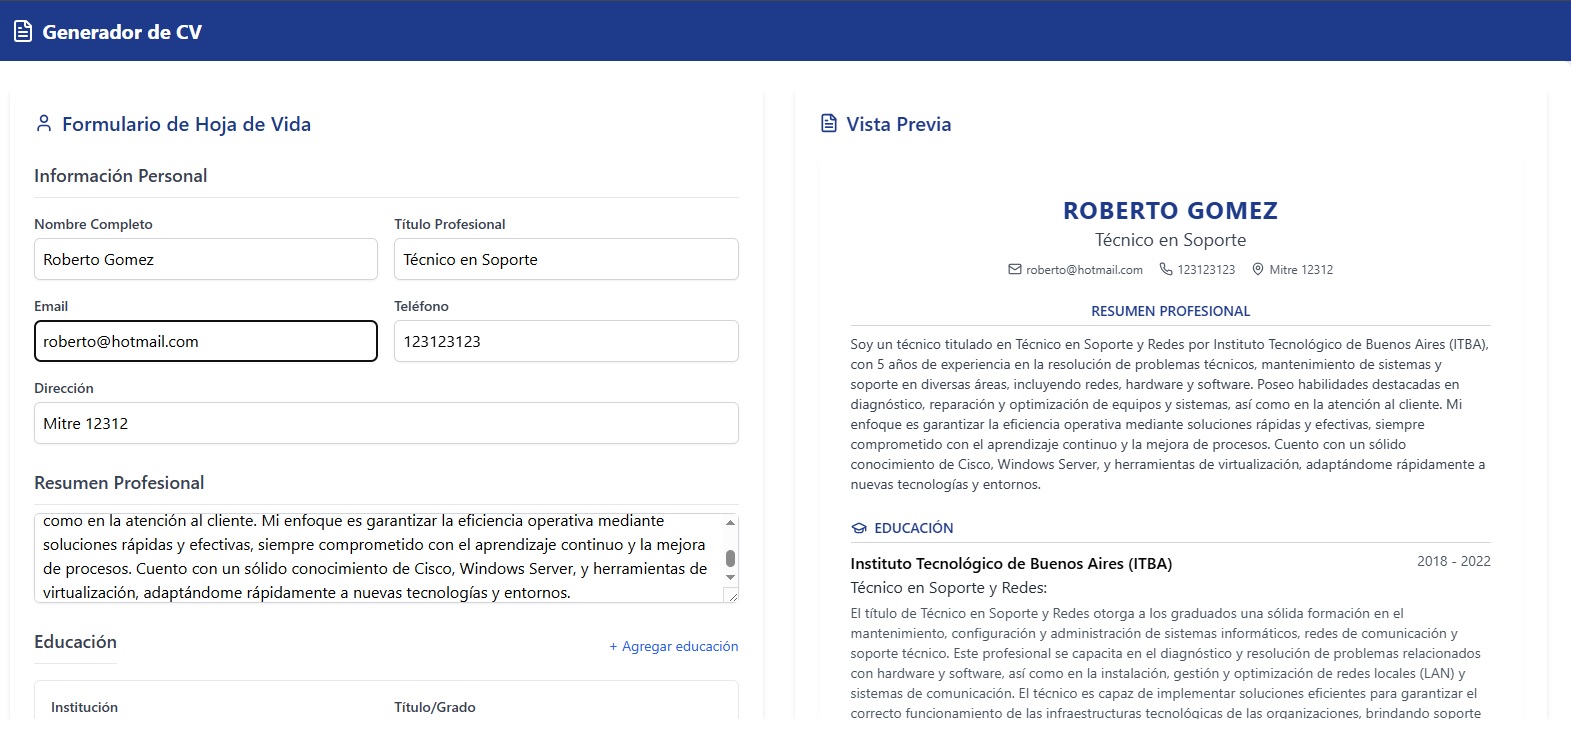 Generador de CV
Formulario de Hoja de Vida
Información Personal
Nombre Completo
Título Profesional
Roberto Gomez
Técnico en Soporte
Email
Teléfono
roberto@hotmail.com
123123123
Dirección
Mitre 12312
Resumen Profesional
como en la atención al cliente. Mi enfoque es garantizar la eficiencia operativa mediante
soluciones rápidas y efectivas, siempre comprometido con el aprendizaje continuo y la mejora
de procesos. Cuento con un sólido conocimiento de Cisco, Windows Server, y herramientas de
virtualización, adaptándome rápidamente a nuevas tecnologías y entornos.
Educación
+ Agregar educación
Institución
Título/Grado
Vista Previa
ROBERTO GOMEZ
Técnico en Soporte
roberto@hotmail.com 123123123 Mitre 12312
RESUMEN PROFESIONAL
Soy un técnico titulado en Técnico en Soporte y Redes por Instituto Tecnológico de Buenos Aires (ITBA),
con 5 años de experiencia en la resolución de problemas técnicos, mantenimiento de sistemas y
soporte en diversas áreas, incluyendo redes, hardware y software. Poseo habilidades destacadas en
diagnóstico, reparación y optimización de equipos y sistemas, así como en la atención al cliente. Mi
enfoque es garantizar la eficiencia operativa mediante soluciones rápidas y efectivas, siempre
comprometido con el aprendizaje continuo y la mejora de procesos. Cuento con un sólido
conocimiento de Cisco, Windows Server, y herramientas de virtualización, adaptándome rápidamente a
nuevas tecnologías y entornos.
EDUCACIÓN
Instituto Tecnológico de Buenos Aires (ITBA)
2018 - 2022
Técnico en Soporte y Redes:
El título de Técnico en Soporte y Redes otorga a los graduados una sólida formación en el
mantenimiento, configuración y administración de sistemas informáticos, redes de comunicación y
soporte técnico. Este profesional se capacita en el diagnóstico y resolución de problemas relacionados
con hardware y software, así como en la instalación, gestión y optimización de redes locales (LAN) y
sistemas de comunicación. El técnico es capaz de implementar soluciones eficientes para garantizar el
correcto funcionamiento de las infraestructuras tecnológicas de las organizaciones, brindando soporte